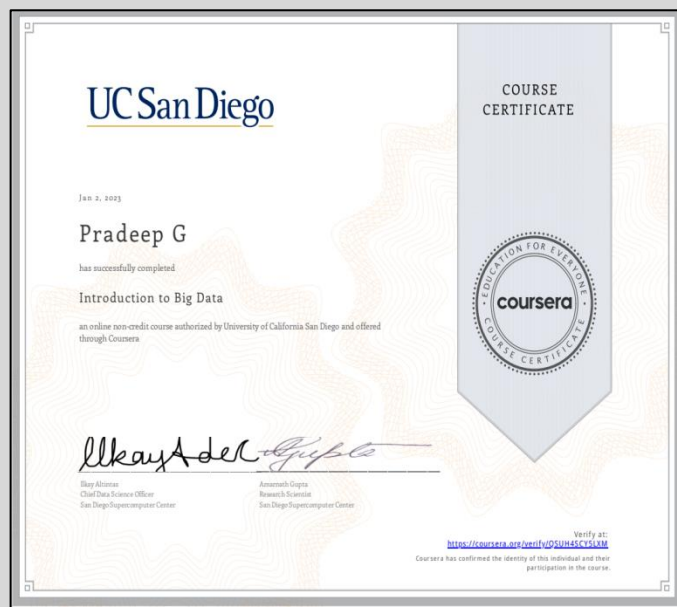 UC San Diego
COURSE
CERTIFICATE
Jan 2, 2023
Pradeep G
has successfully completed
Introduction to Big Data
an online non-credit course authorized by University of California San Diego and offered
through Coursera
EDUCATION FOR EVERYONE
coursera
COURSE CERTIFICATE
Ilkay Altintas
Chief Data Science Officer
San Diego Supercomputer Center
Amarnath Gupta
Research Scientist
San Diego Supercomputer Center
Verify at:
https://coursera.org/verify/QSUH4SCY5LXM
Coursera has confirmed the identity of this individual and their
participation in the course.